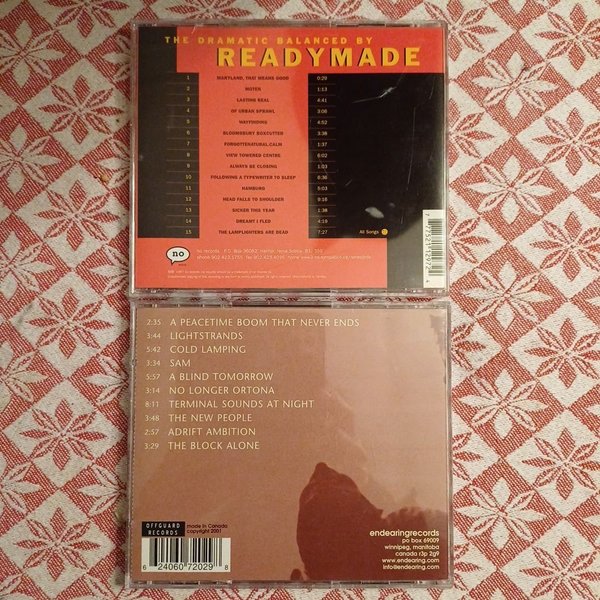 THE DRAMATIC BALANCED BY
READYMADE
1 MARYLAND, THAT MEANS GOOD 0:29
2 NOTEN 1:13
3 LASTING SEAL 4:41
4 OF URBAN SPRAWL 3:06
5 WAYFINDING 4:52
6 BLOOMSBURY BOXCUTTER 3:38
7 FORGOTTENATURAL,CALM 1:37
8 VIEW TOWERED CENTRE 6:02
9 ALWAYS BE CLOSING 1:03
10 FOLLOWING A TYPEWRITER TO SLEEP 6:36
11 HAMBURG 5:03
12 HEAD FALLS TO SHOULDER 9:16
13 SICKER THIS YEAR 1:38
14 DREAMT I FLED 4:19
15 THE LAMPLIGHTERS ARE DEAD 7:27
All Songs
no
no records
2:35 A PEACETIME BOOM THAT NEVER ENDS
3:44 LIGHTSTRANDS
5:42 COLD LAMPING
3:34 SAM
5:57 A BLIND TOMORROW
3:14 NO LONGER ORTONA
8:11 TERMINAL SOUNDS AT NIGHT
3:48 THE NEW PEOPLE
2:57 ADRIFT AMBITION
3:29 THE BLOCK ALONE
OFFGUARD
RECORDS
made in Canada
copyright 2001
6 24060 72029 8
endearingrecords
po box 69009
winnipeg, manitoba
canada r3p 2g9
www.endearing.com
info@endearing.com